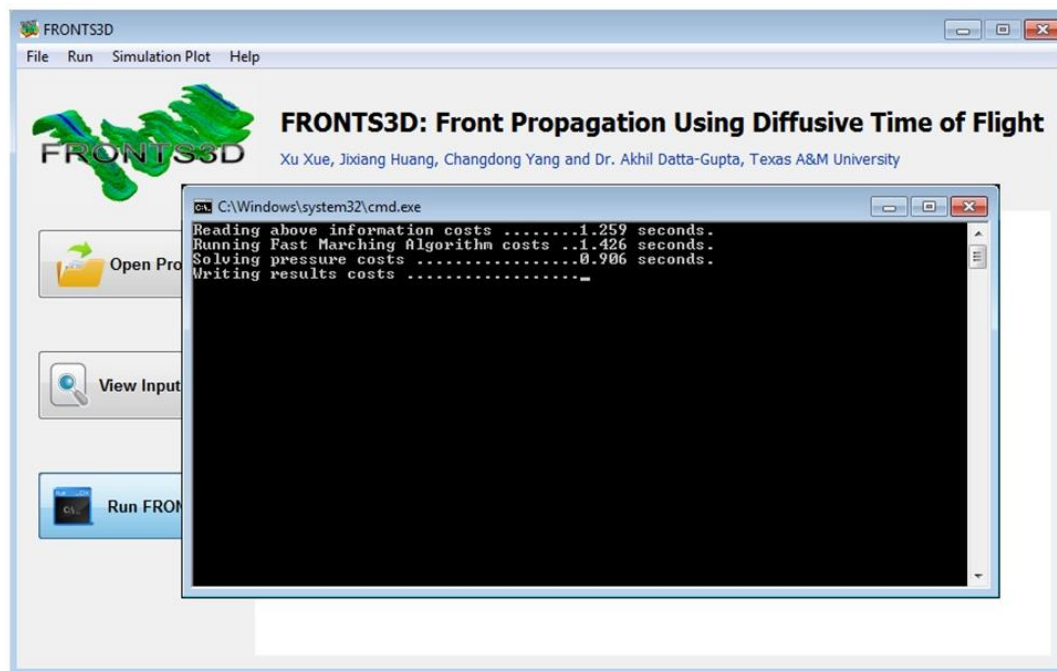 FRONTS3D
File Run Simulation Plot Help
FRONTS3D
FRONTS3D: Front Propagation Using Diffusive Time of Flight
Xu Xue, Jixiang Huang, Changdong Yang and Dr. Akhil Datta-Gupta, Texas A&M University
C:\Windows\system32\cmd.exe
Reading above information costs ........1.259 seconds.
Running Fast Marching Algorithm costs ..1.426 seconds.
Solving pressure costs .................0.906 seconds.
Writing results costs ..................
Open Pro
View Input
Run FRON